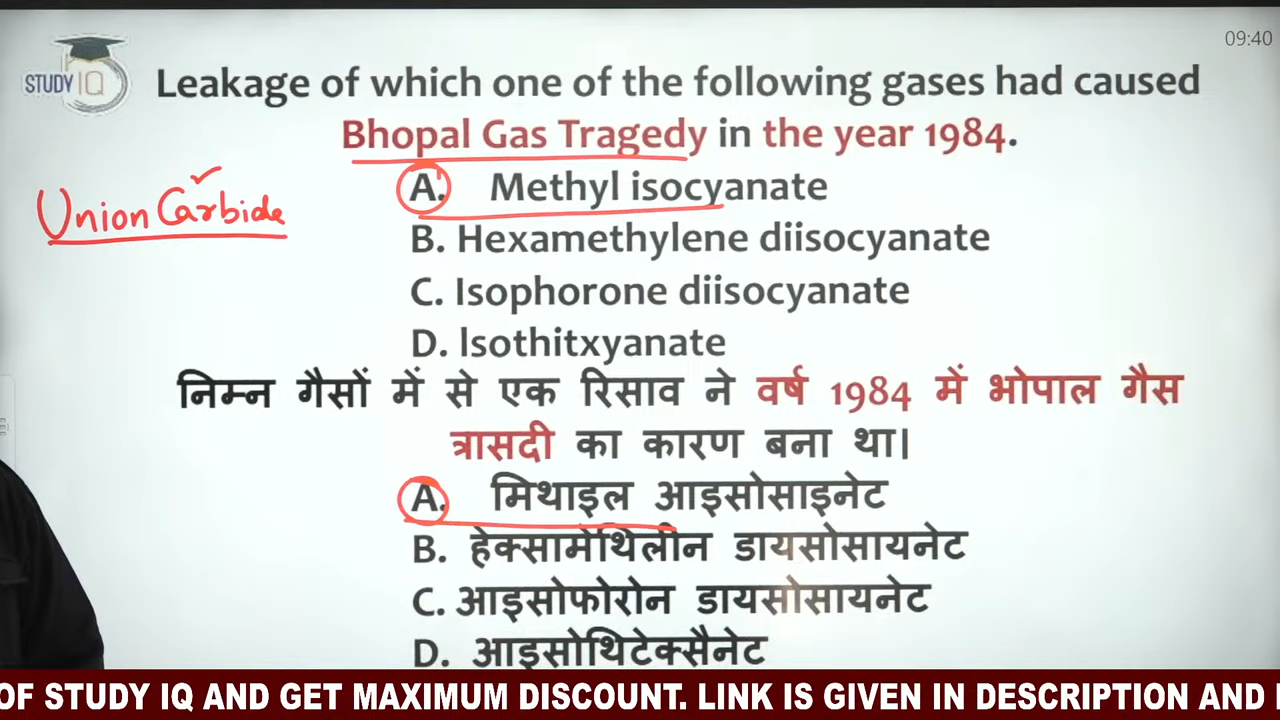 09:40
STUDY IQ
Leakage of which one of the following gases had caused
Bhopal Gas Tragedy in the year 1984.
Union Carbide
A. Methyl isocyanate
B. Hexamethylene diisocyanate
C. Isophorone diisocyanate
D. lsothitxyanate
निम्न गैसों में से एक रिसाव ने वर्ष 1984 में भोपाल गैस
त्रासदी का कारण बना था।
A. मिथाइल आइसोसाइनेट
B. हेक्सामेथिलीन डायसोसायनेट
C. आइसोफोरोन डायसोसायनेट
D. आइसोथिटेक्सैनेट
OF STUDY IQ AND GET MAXIMUM DISCOUNT. LINK IS GIVEN IN DESCRIPTION AND